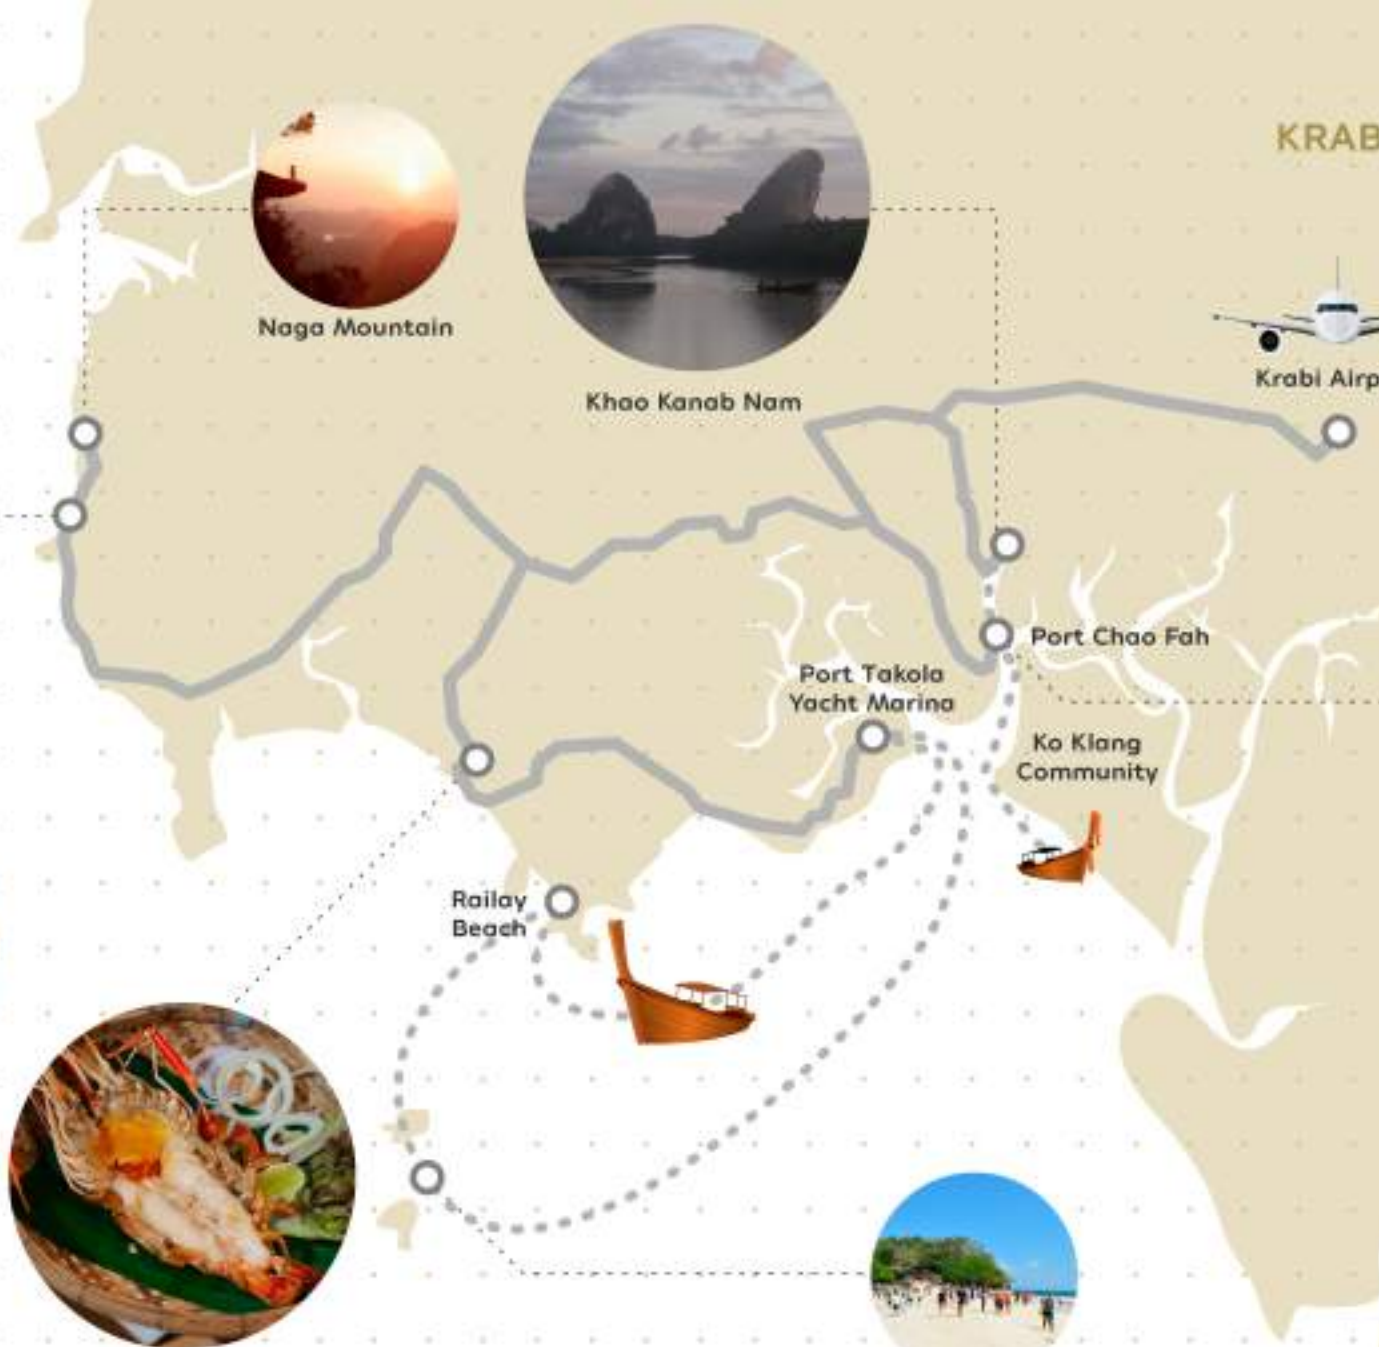 KRAB
Naga Mountain
Krabi Airp
Khao Kanab Nam
Port Chao Fah
Port Takola
Yacht Marina
Ko Klang
Community
Railay
Beach